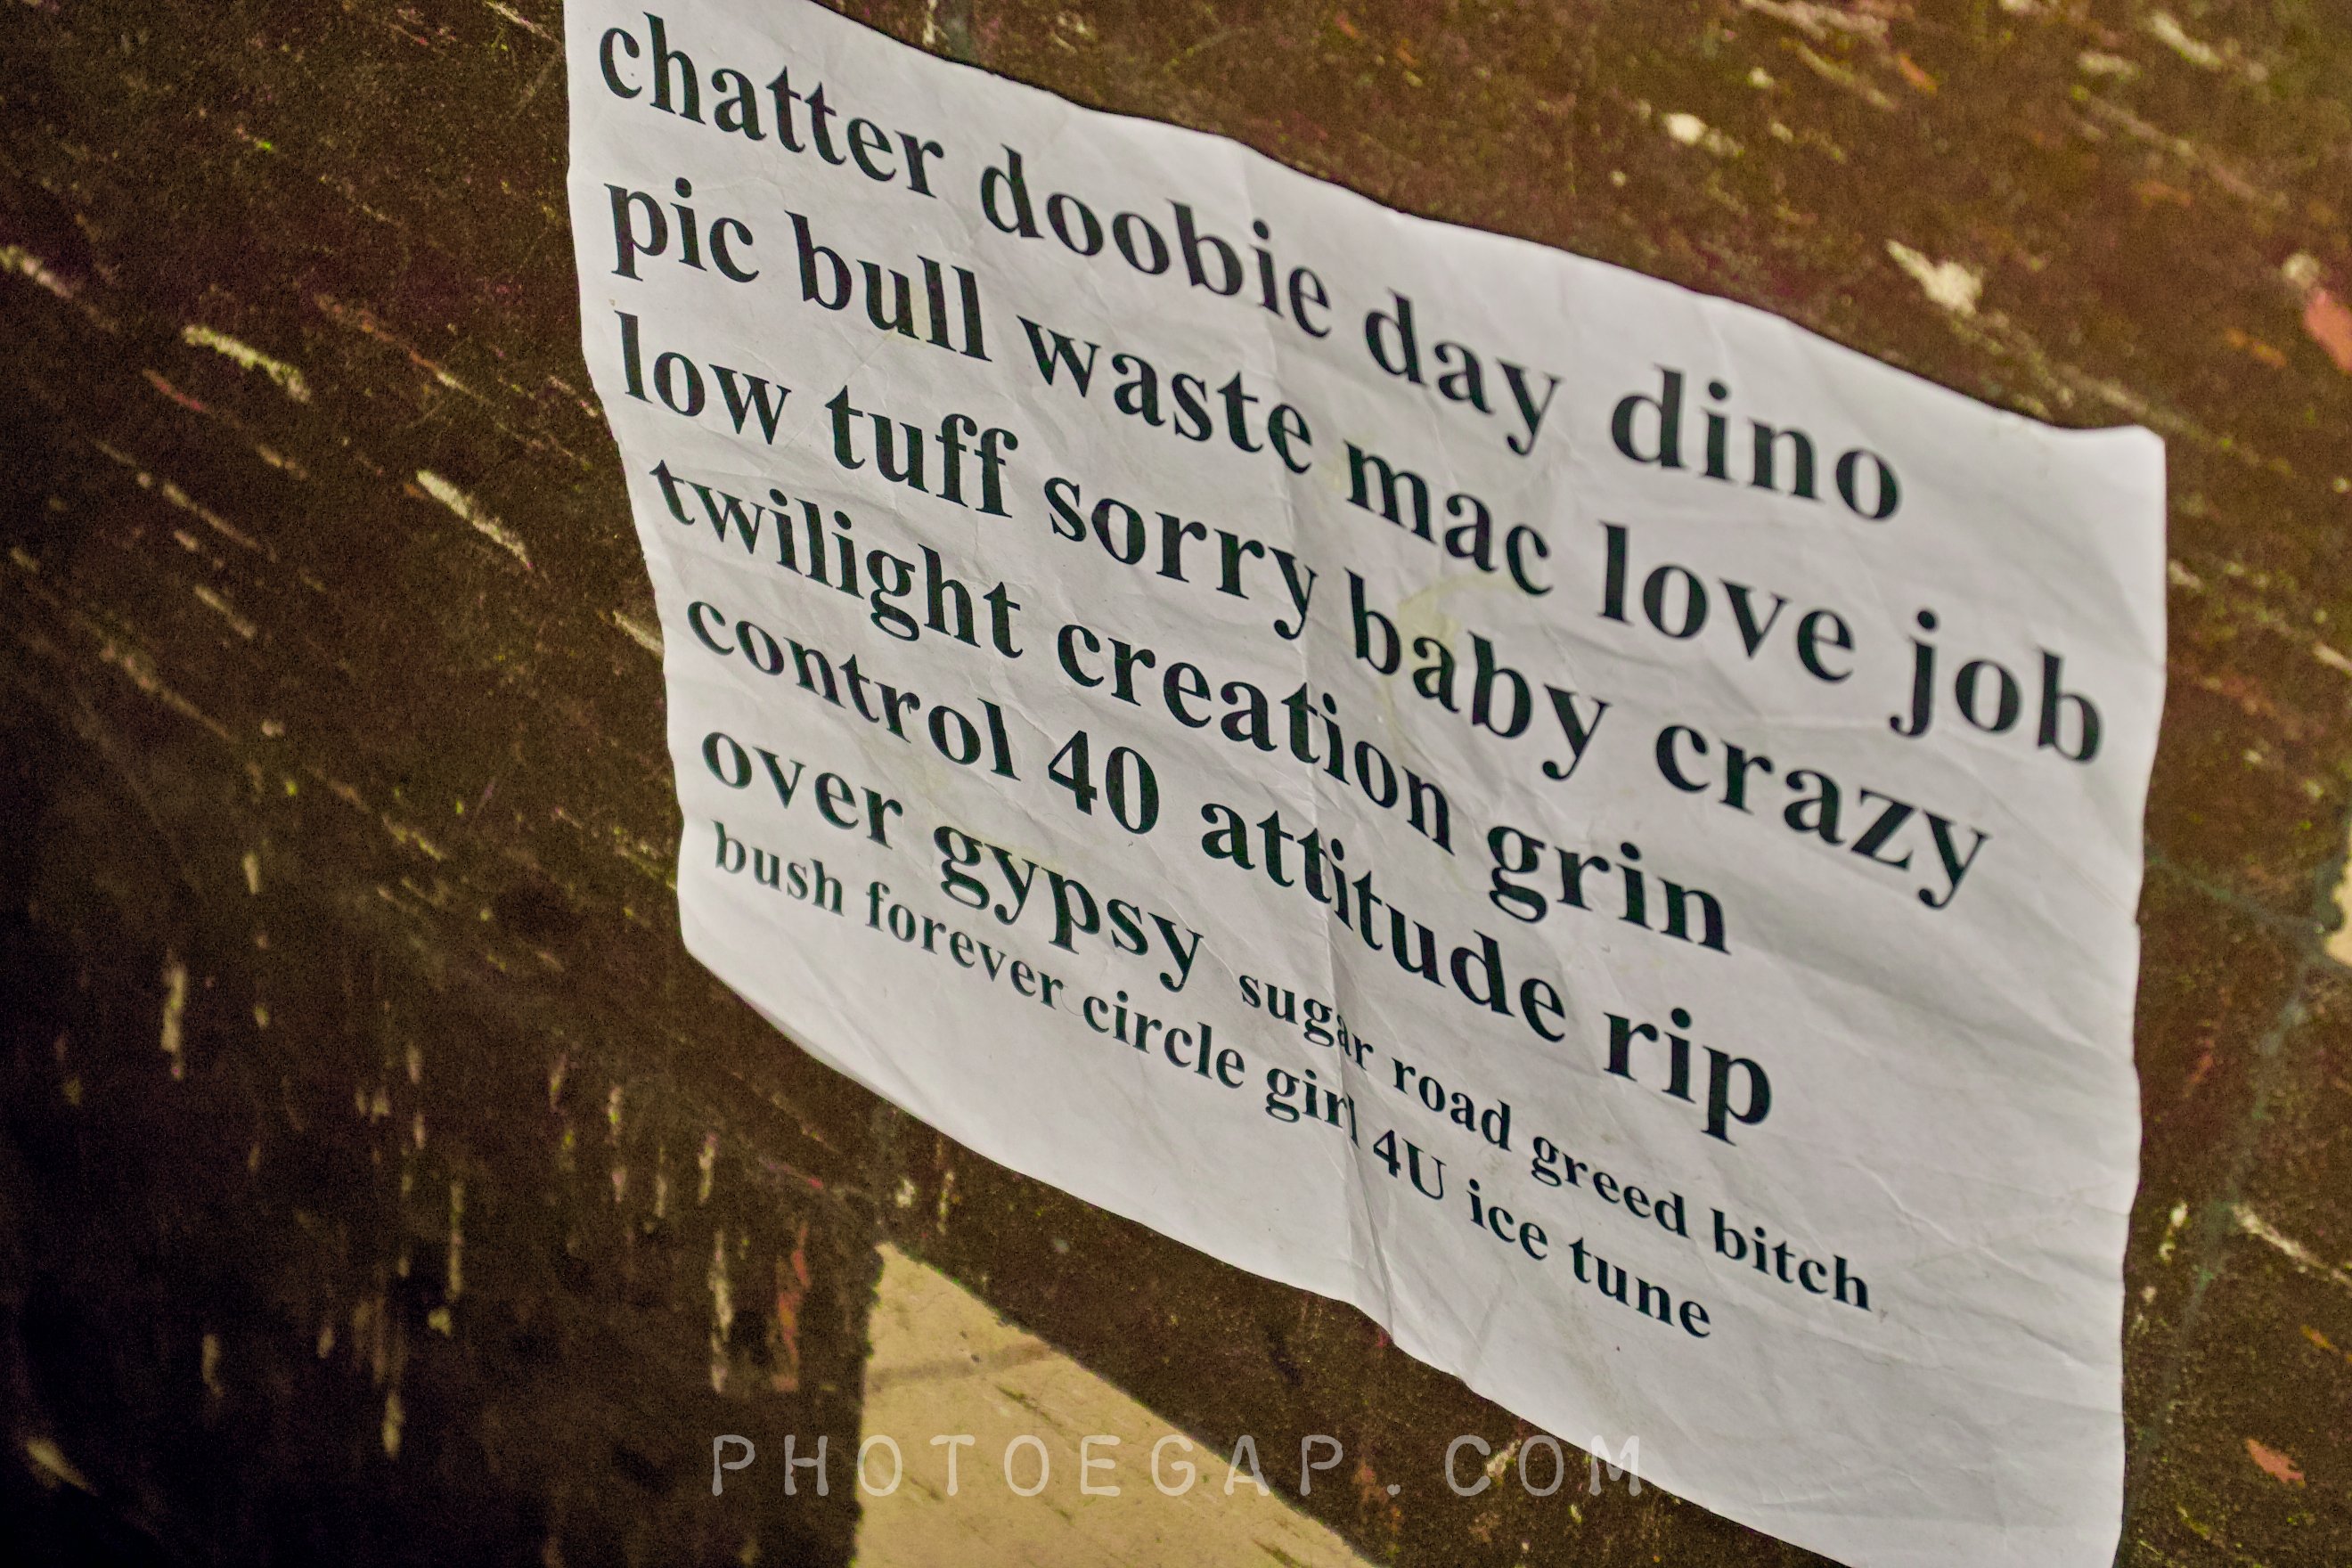 chatter doobie day dino
pic bull waste mac love job
low tuff sorry baby crazy
twilight creation grin
control 40 attitude rip
over gypsy sugar road greed bitch
bush forever circle girl 4U ice tune
PHOTOEGAP.COM